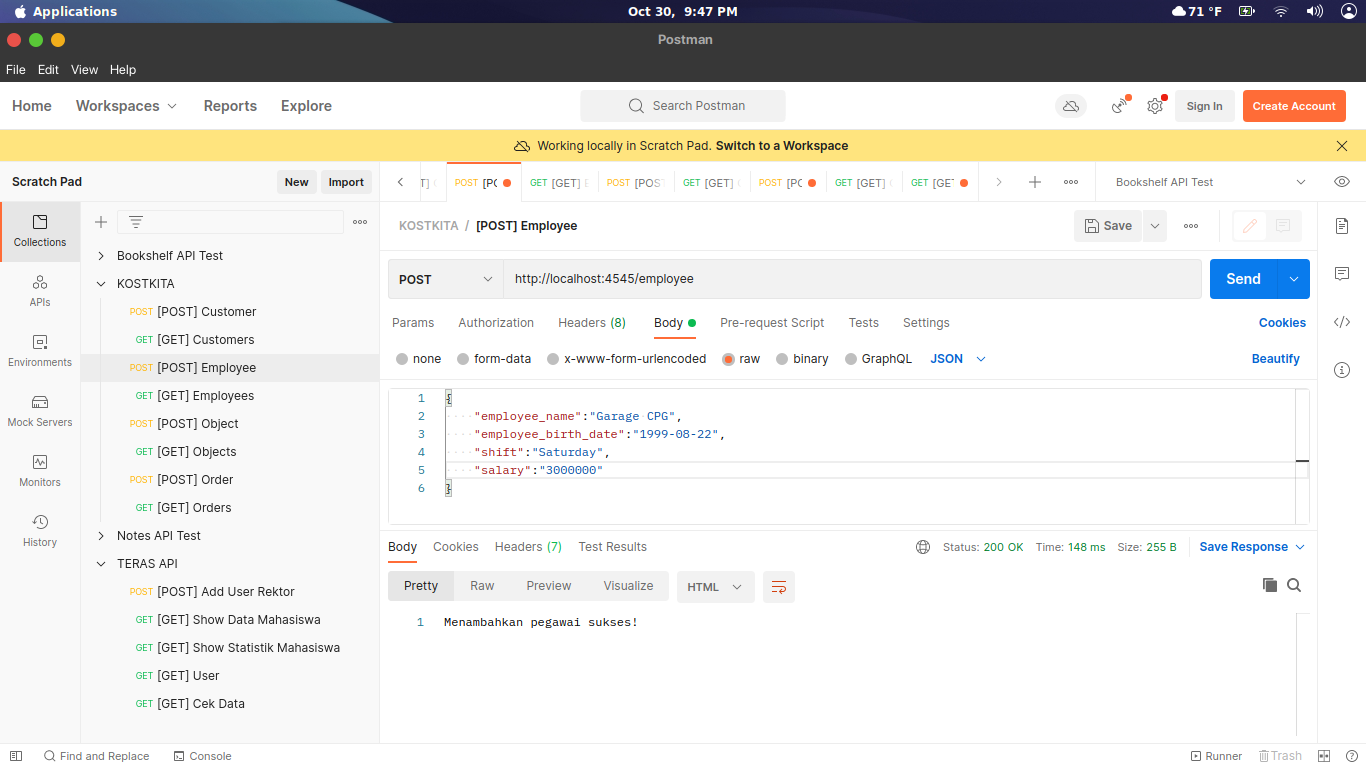 Applications
Oct 30, 9:47 PM
71 °F
Postman
File Edit View Help
Home Workspaces Reports Explore
Search Postman
Sign In
Create Account
Working locally in Scratch Pad. Switch to a Workspace
Scratch Pad
New
Import
POST [PO
GET [GET]
POST [POS
GET [GET]
POST [PC
GET [GET]
GET [GE
Bookshelf API Test
Collections
APIs
Environments
Mock Servers
Monitors
History
Bookshelf API Test
KOSTKITA
POST [POST] Customer
GET [GET] Customers
POST [POST] Employee
GET [GET] Employees
POST [POST] Object
GET [GET] Objects
POST [POST] Order
GET [GET] Orders
Notes API Test
TERAS API
POST [POST] Add User Rektor
GET [GET] Show Data Mahasiswa
GET [GET] Show Statistik Mahasiswa
GET [GET] User
GET [GET] Cek Data
KOSTKITA / [POST] Employee
Save
POST
http://localhost:4545/employee
Send
Params Authorization Headers (8) Body Pre-request Script Tests Settings
Cookies
none form-data x-www-form-urlencoded raw binary GraphQL JSON
Beautify
1 {
2 "employee_name":"Garage CPG",
3 "employee_birth_date":"1999-08-22",
4 "shift":"Saturday",
5 "salary":"3000000"
6 }
Body Cookies Headers (7) Test Results
Status: 200 OK Time: 148 ms Size: 255 B
Save Response
Pretty Raw Preview Visualize
HTML
1 Menambahkan pegawai sukses!
Find and Replace
Console
Runner
Trash